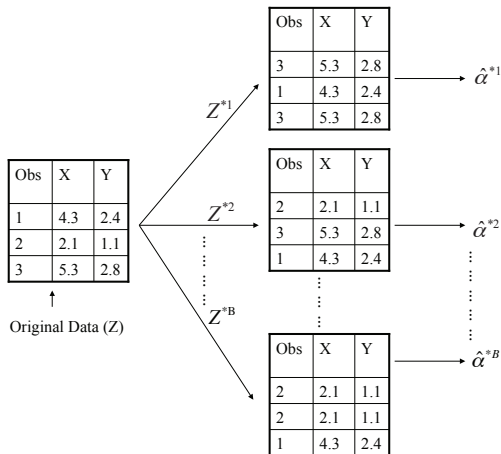 Obs X Y
3 5.3 2.8
1 4.3 2.4
3 5.3 2.8
Z*1
α̂*1
Obs X Y
1 4.3 2.4
2 2.1 1.1
3 5.3 2.8
Original Data (Z)
Z*2
Obs X Y
2 2.1 1.1
3 5.3 2.8
1 4.3 2.4
α̂*2
Z*B
Obs X Y
2 2.1 1.1
2 2.1 1.1
1 4.3 2.4
α̂*B